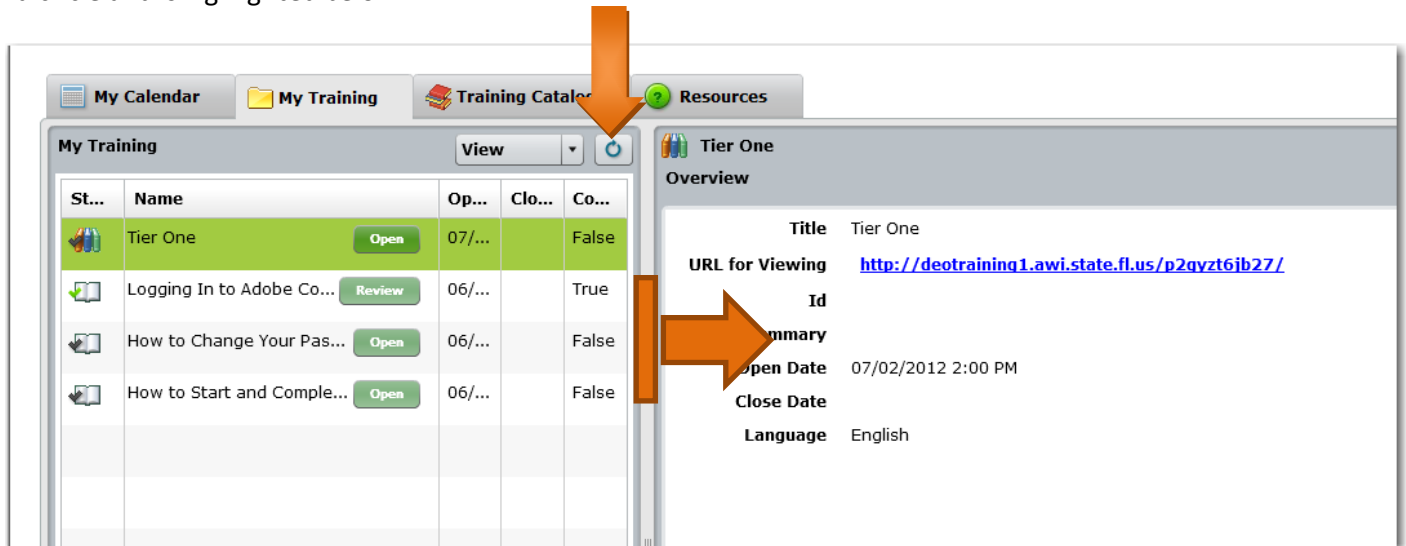 My Calendar My Training Training Resources
My Training View
St... Name Op... Clo... Co...
Tier One Open 07/... False
Logging In to Adobe Co... Review 06/... True
How to Change Your Pas... Open 06/... False
How to Start and Comple... Open 06/... False
Tier One
Overview
Title Tier One
URL for Viewing http://deotraining1.awi.state.fl.us/p2qyzt6jb27/
Id
mmary
Open Date 07/02/2012 2:00 PM
Close Date
Language English